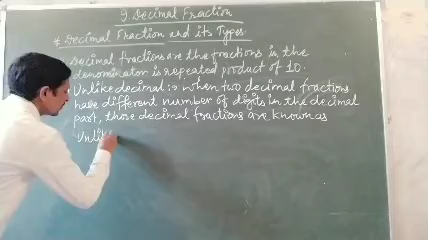 9. Decimal Fraction
* Decimal Fraction and its Types:
Decimal fractions are the fractions in the
denominator is repeated product of 10.
Unlike decimal :→ when two decimal fractions
have different number of digits in the decimal
part, those decimal fractions are known as
Unli